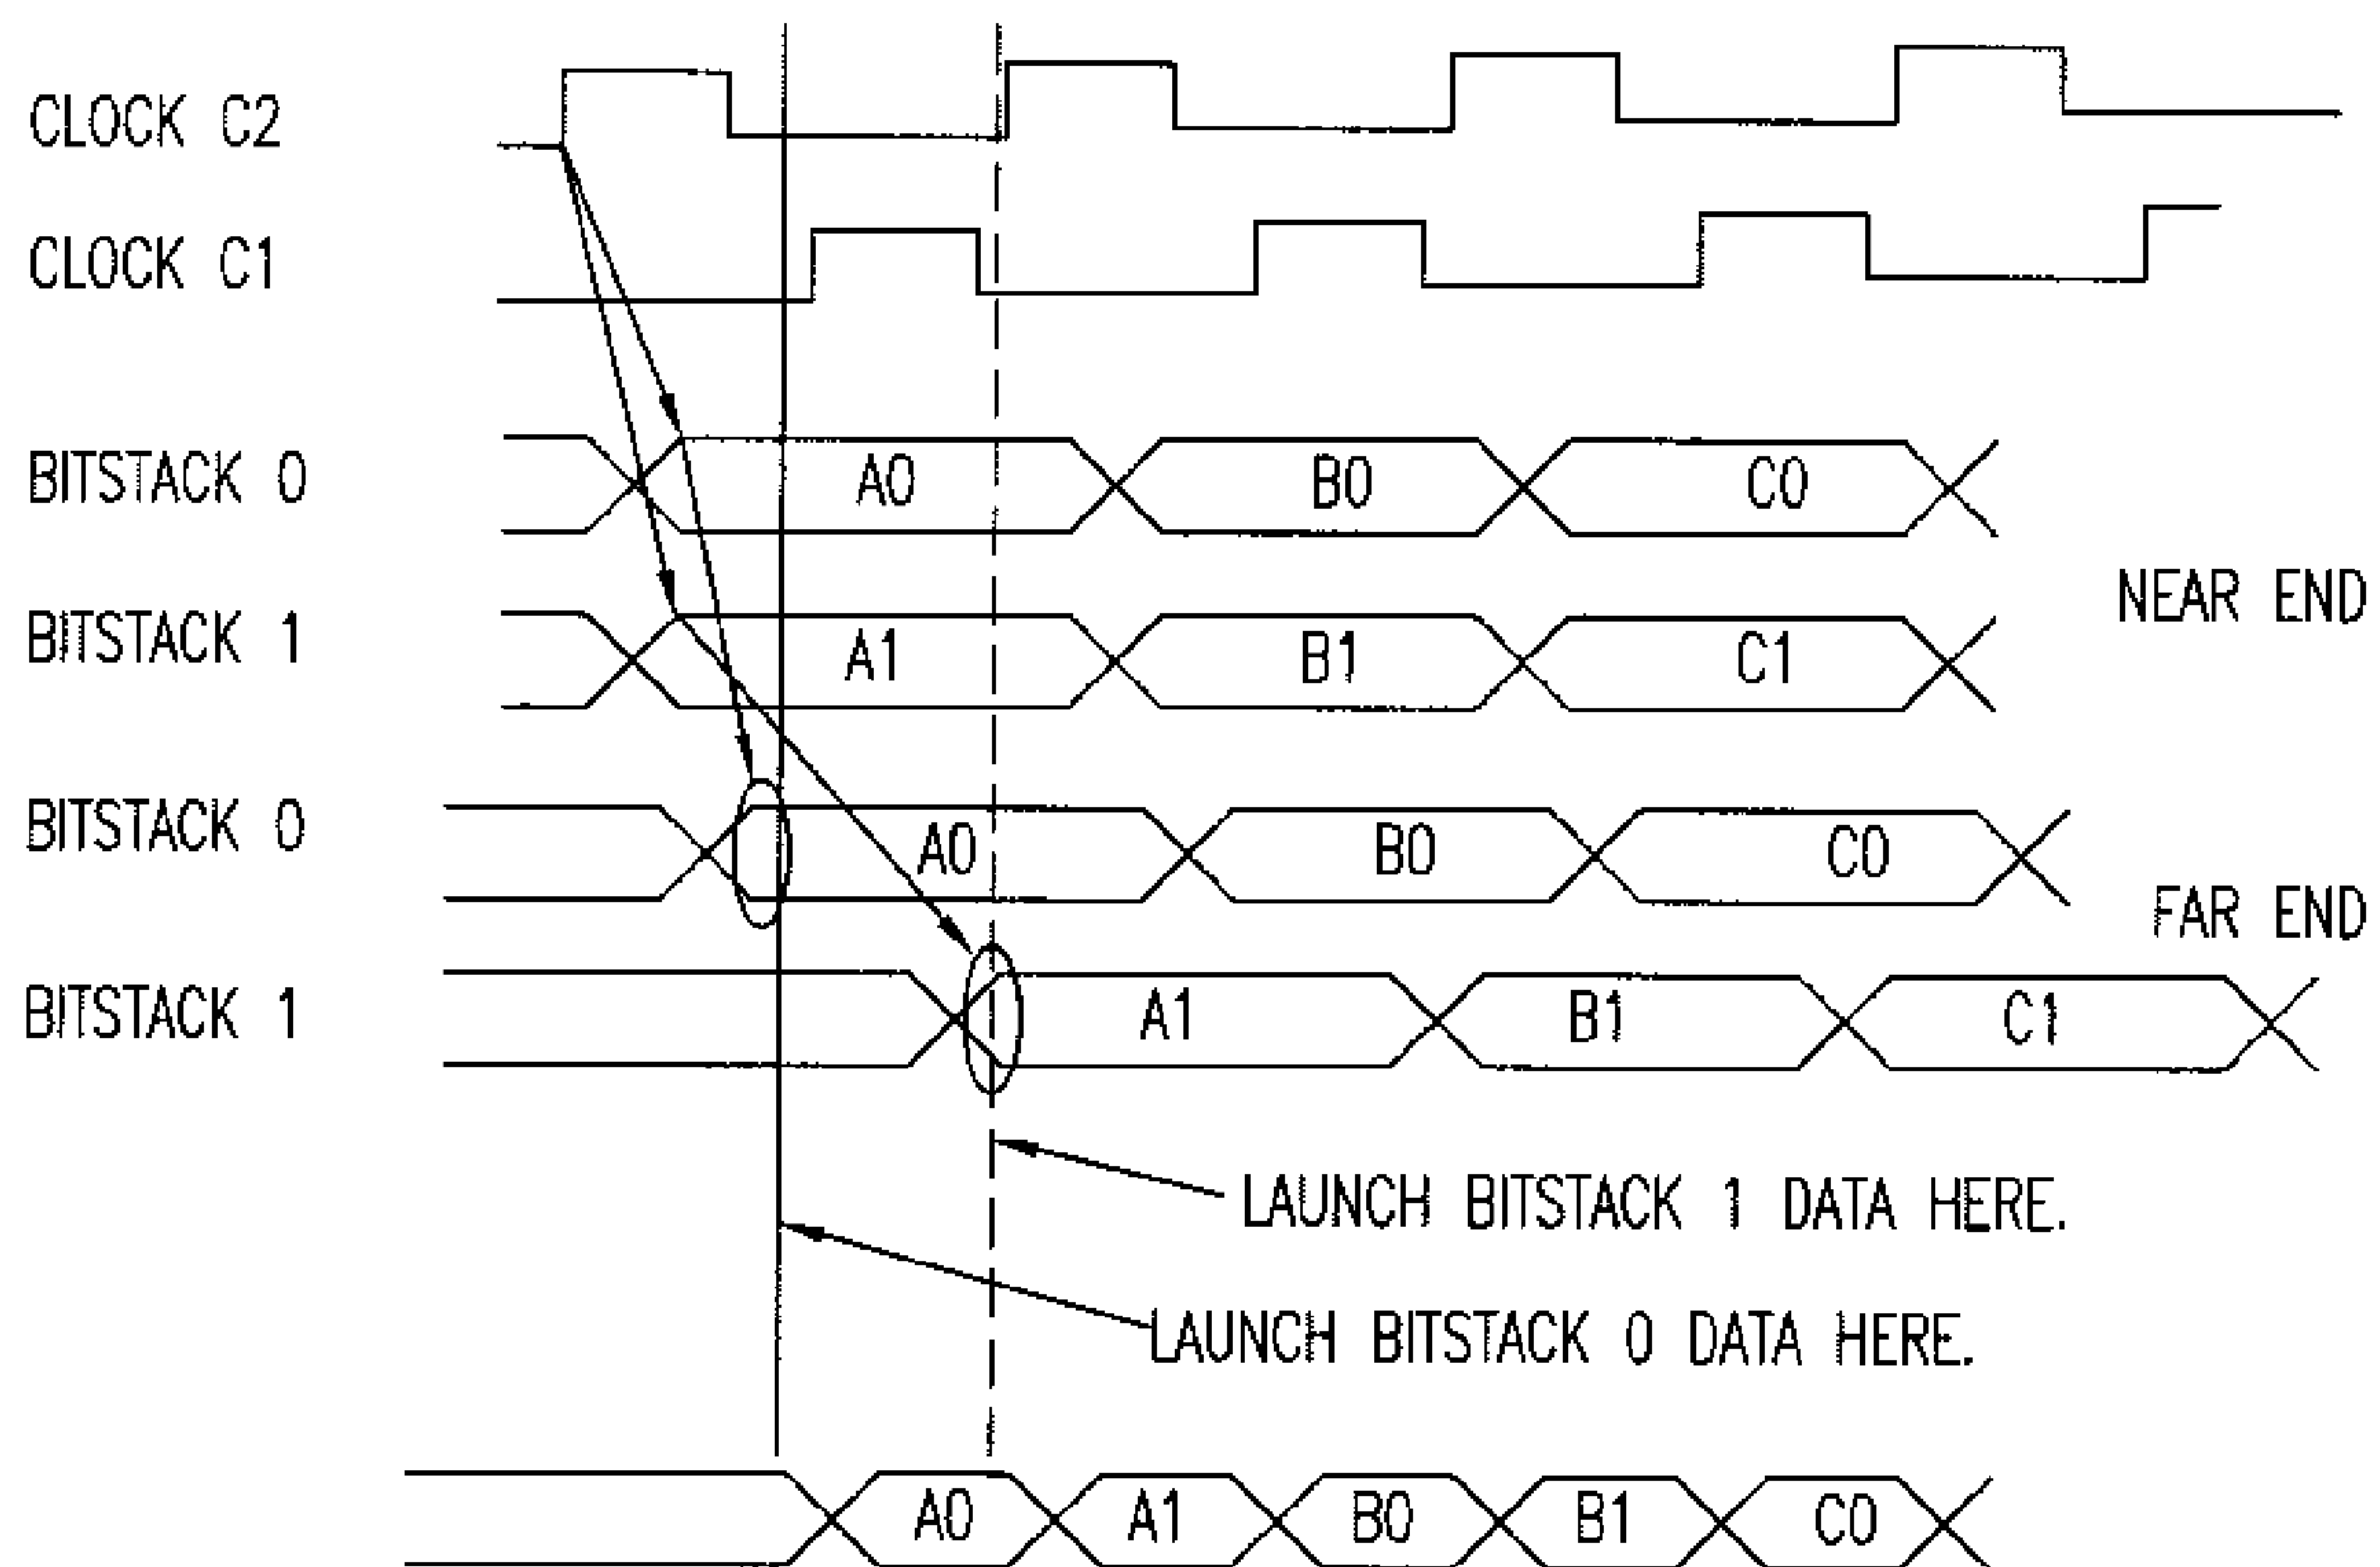 CLOCK C2
CLOCK C1
BITSTACK 0 A0 B0 C0
NEAR END
BITSTACK 1 A1 B1 C1
BITSTACK 0 A0 B0 C0
FAR END
BITSTACK 1 A1 B1 C1
LAUNCH BITSTACK 1 DATA HERE.
LAUNCH BITSTACK 0 DATA HERE.
A0 A1 B0 B1 C0